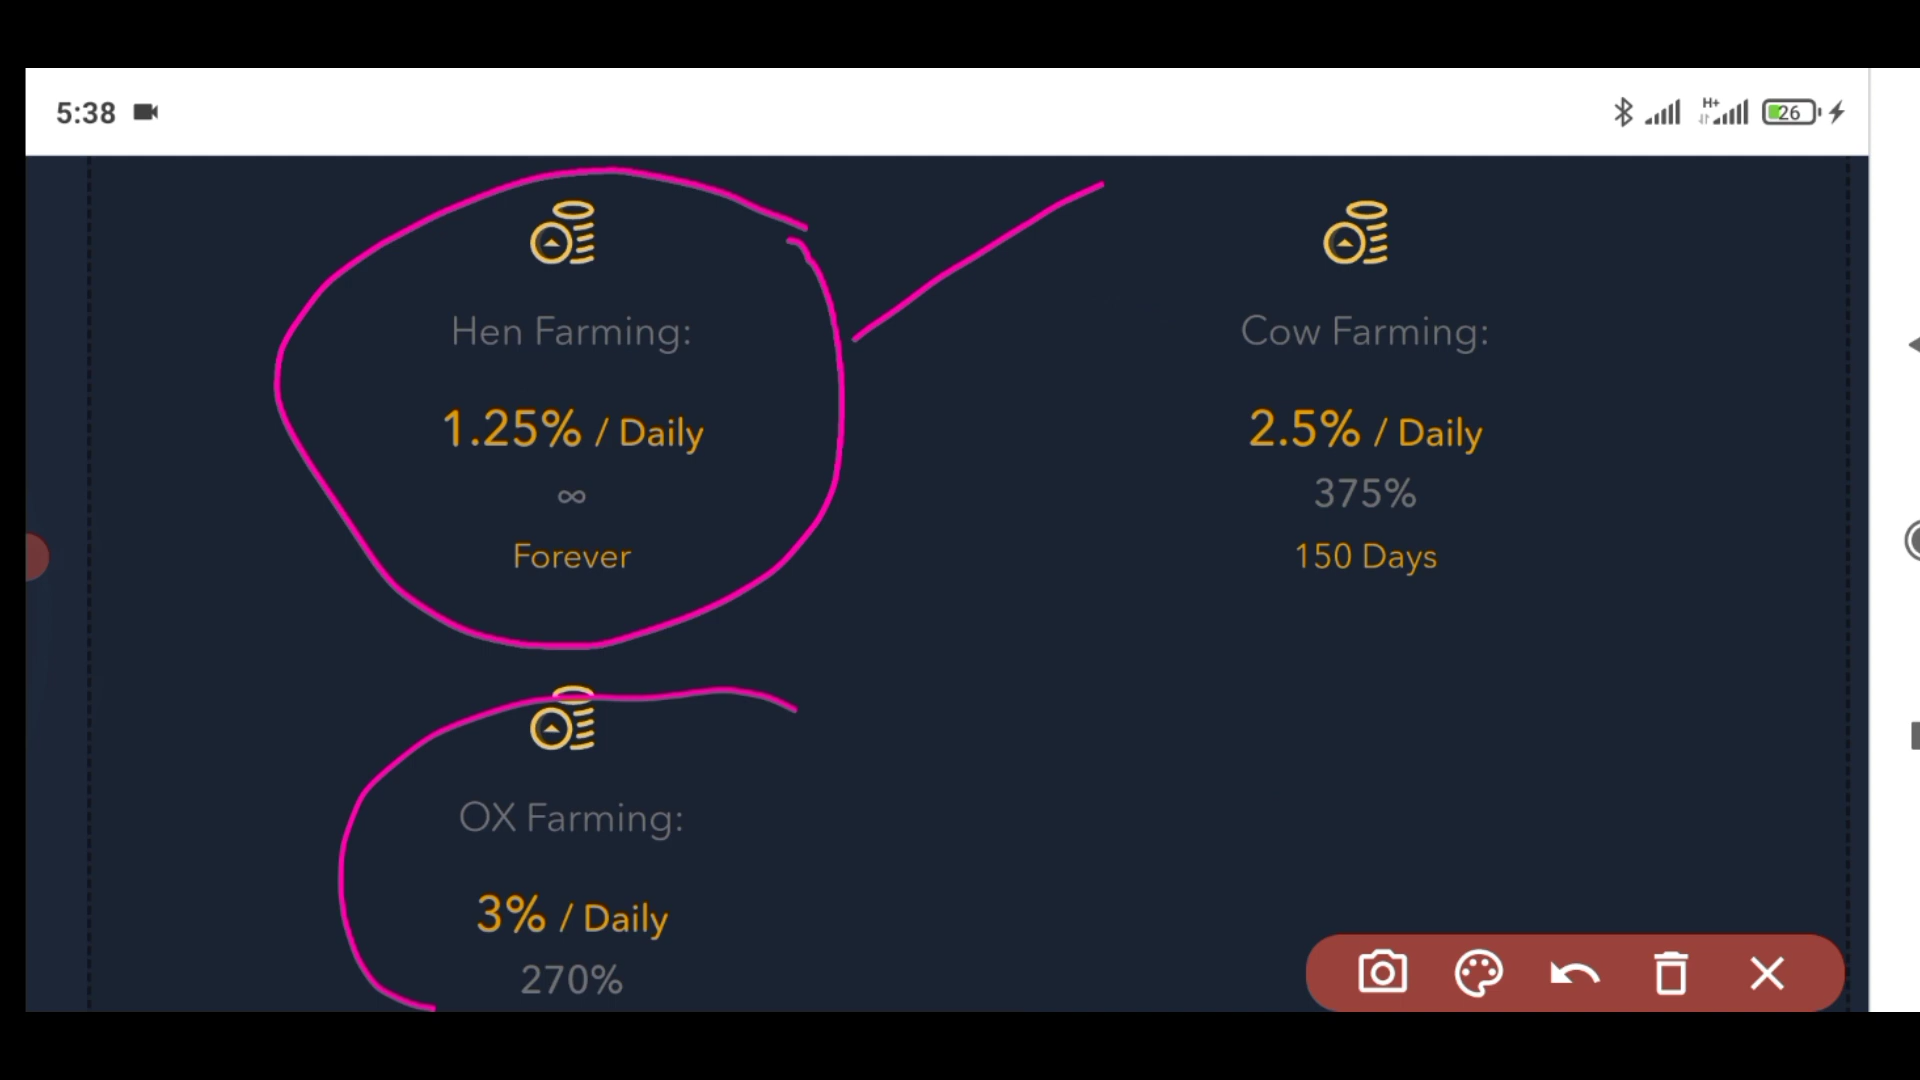 5:38
H+
26
Hen Farming:
1.25% / Daily
∞
Forever
Cow Farming:
2.5% / Daily
375%
150 Days
OX Farming:
3% / Daily
270%